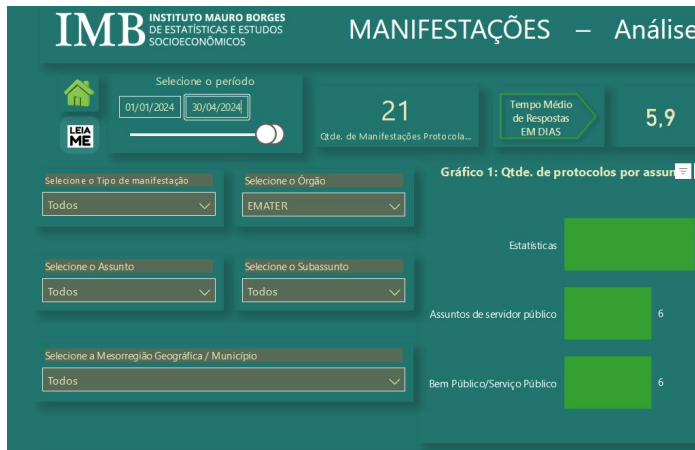 IMB
INSTITUTO MAURO BORGES
DE ESTATÍSTICAS E ESTUDOS
SOCIOECONÔMICOS
MANIFESTAÇÕES – Análise
Selecione o período
01/01/2024 30/04/2024
LEIA
ME
21
Qtde. de Manifestações Protocola...
Tempo Médio
de Respostas
EM DIAS
5,9
Selecione o Tipo de manifestação
Todos
Selecione o Órgão
EMATER
Selecione o Assunto
Todos
Selecione o Subassunto
Todos
Selecione a Mesorregião Geográfica / Município
Todos
Gráfico 1: Qtde. de protocolos por assun
Estatísticas
Assuntos de servidor público 6
Bem Público/Serviço Público 6